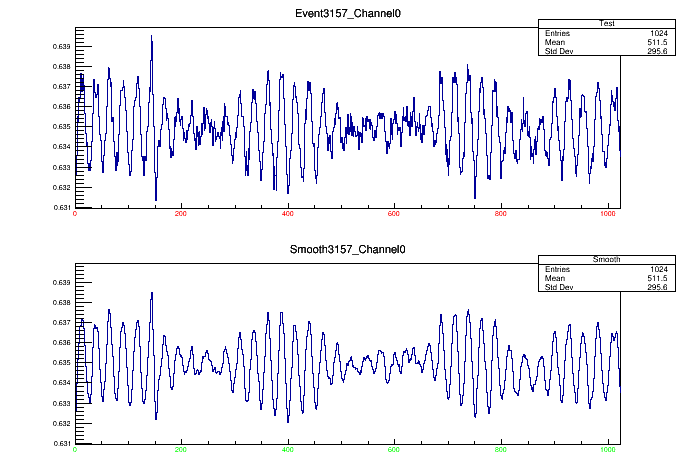 Event3157_Channel0
Test
Entries 1024
Mean 511.5
Std Dev 295.6
0.639
0.638
0.637
0.636
0.635
0.634
0.633
0.632
0.631
0 200 400 600 800 1000
Smooth3157_Channel0
Smooth
Entries 1024
Mean 511.5
Std Dev 295.6
0.639
0.638
0.637
0.636
0.635
0.634
0.633
0.632
0.631
0 200 400 600 800 1000